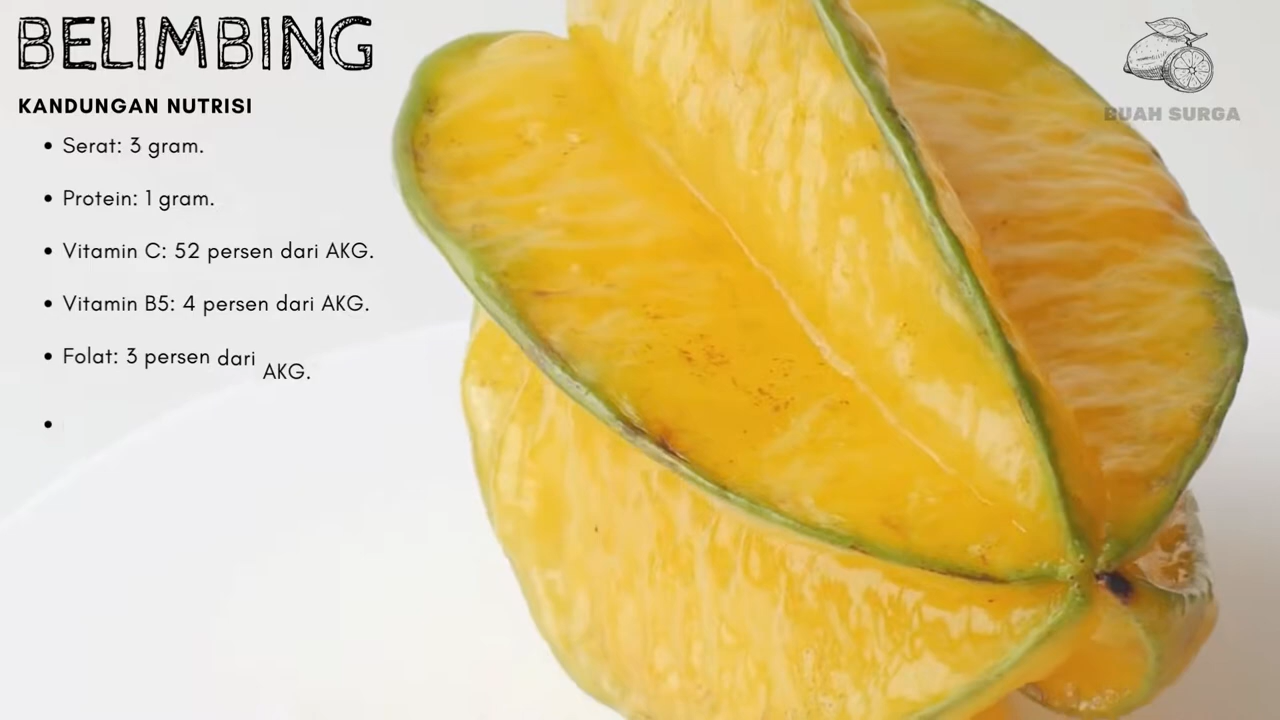 BELIMBING
KANDUNGAN NUTRISI
• Serat: 3 gram.
• Protein: 1 gram.
• Vitamin C: 52 persen dari AKG.
• Vitamin B5: 4 persen dari AKG.
• Folat: 3 persen dari AKG.
•
BUAH SURGA